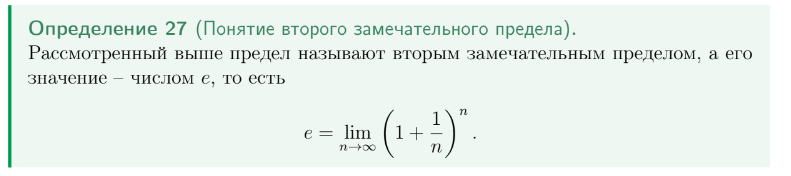 Определение 27 (Понятие второго замечательного предела).
Рассмотренный выше предел называют вторым замечательным пределом, а его
значение – числом e, то есть
e = lim n→∞ (1 + 1/n)^n .